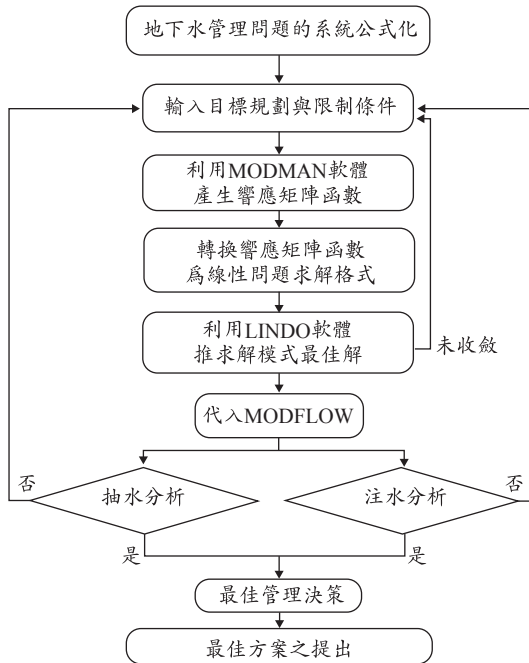 地下水管理問題的系統公式化
輸入目標規劃與限制條件
利用MODMAN軟體
產生響應矩陣函數
轉換響應矩陣函數
爲線性問題求解格式
利用LINDO軟體
推求解模式最佳解
未收斂
代入MODFLOW
否
抽水分析
注水分析
否
是
是
最佳管理決策
最佳方案之提出